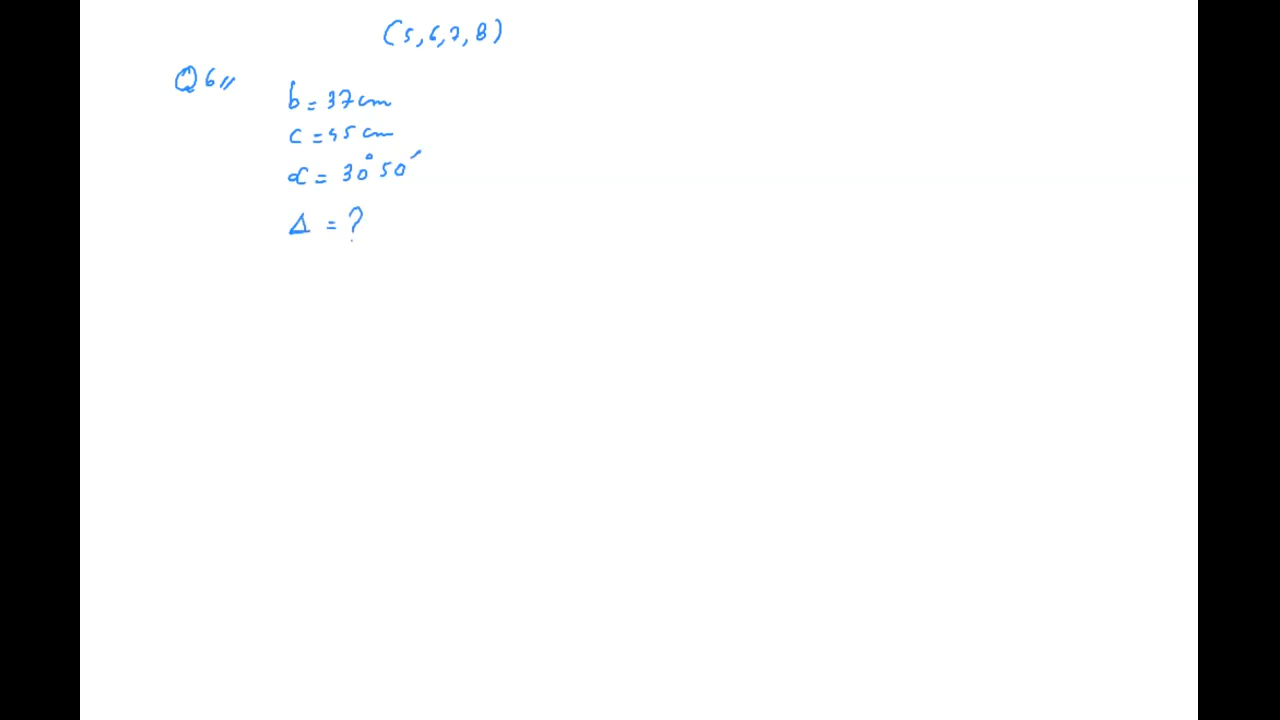 (5,6,7,8)
Q6//
b = 37 cm
c = 45 cm
α = 30° 50′
Δ = ?